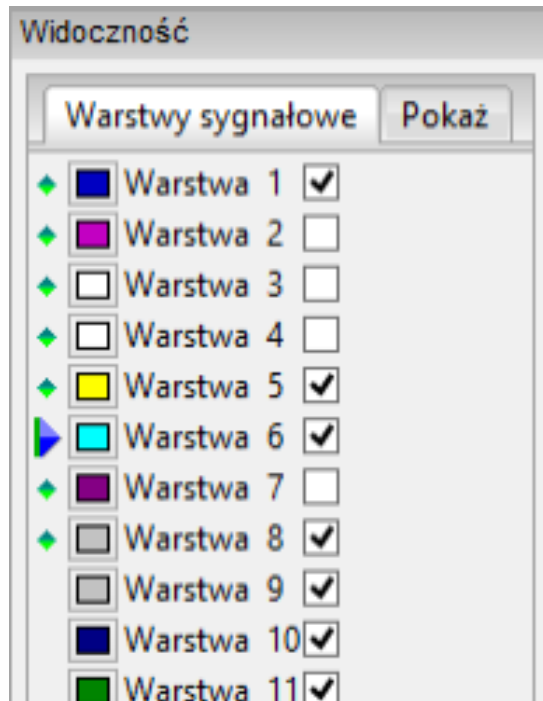 Widoczność
Warstwy sygnałowe Pokaż
Warstwa 1
Warstwa 2
Warstwa 3
Warstwa 4
Warstwa 5
Warstwa 6
Warstwa 7
Warstwa 8
Warstwa 9
Warstwa 10
Warstwa 11